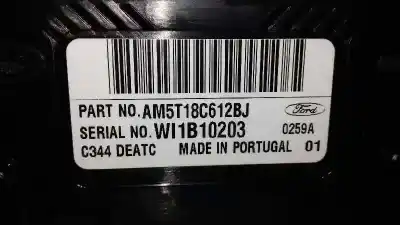 PART NO. AM5T18C612BJ Ford
SERIAL NO. WI1B10203 0259A
C344 DEATC MADE IN PORTUGAL 01